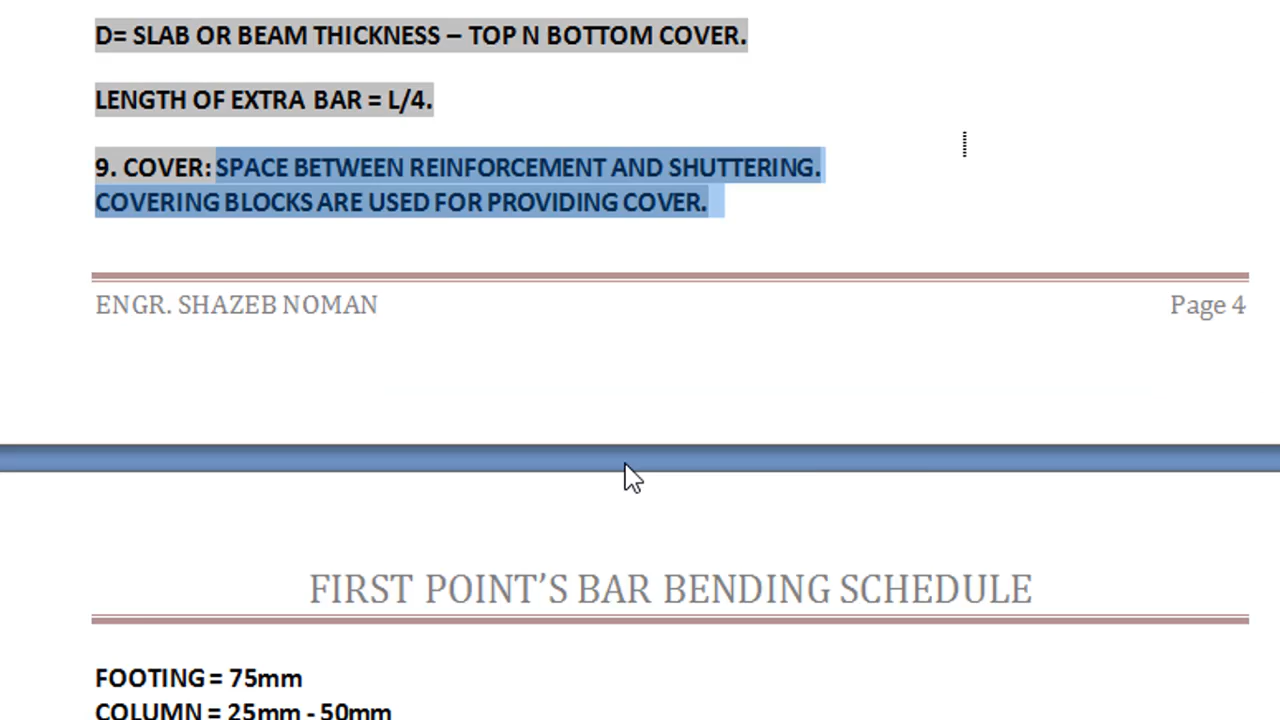 D= SLAB OR BEAM THICKNESS – TOP N BOTTOM COVER.
LENGTH OF EXTRA BAR = L/4.
9. COVER: SPACE BETWEEN REINFORCEMENT AND SHUTTERING.
COVERING BLOCKS ARE USED FOR PROVIDING COVER.
ENGR. SHAZEB NOMAN Page 4
FIRST POINT’S BAR BENDING SCHEDULE
FOOTING = 75mm
COLUMN = 25mm - 50mm